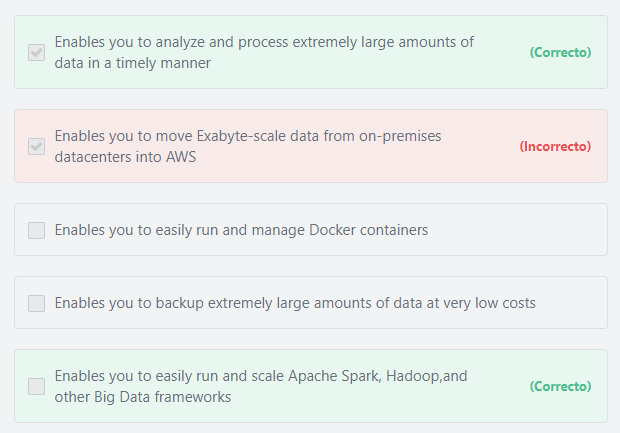 Enables you to analyze and process extremely large amounts of
data in a timely manner
(Correcto)
Enables you to move Exabyte-scale data from on-premises
datacenters into AWS
(Incorrecto)
Enables you to easily run and manage Docker containers
Enables you to backup extremely large amounts of data at very low costs
Enables you to easily run and scale Apache Spark, Hadoop,and
other Big Data frameworks
(Correcto)